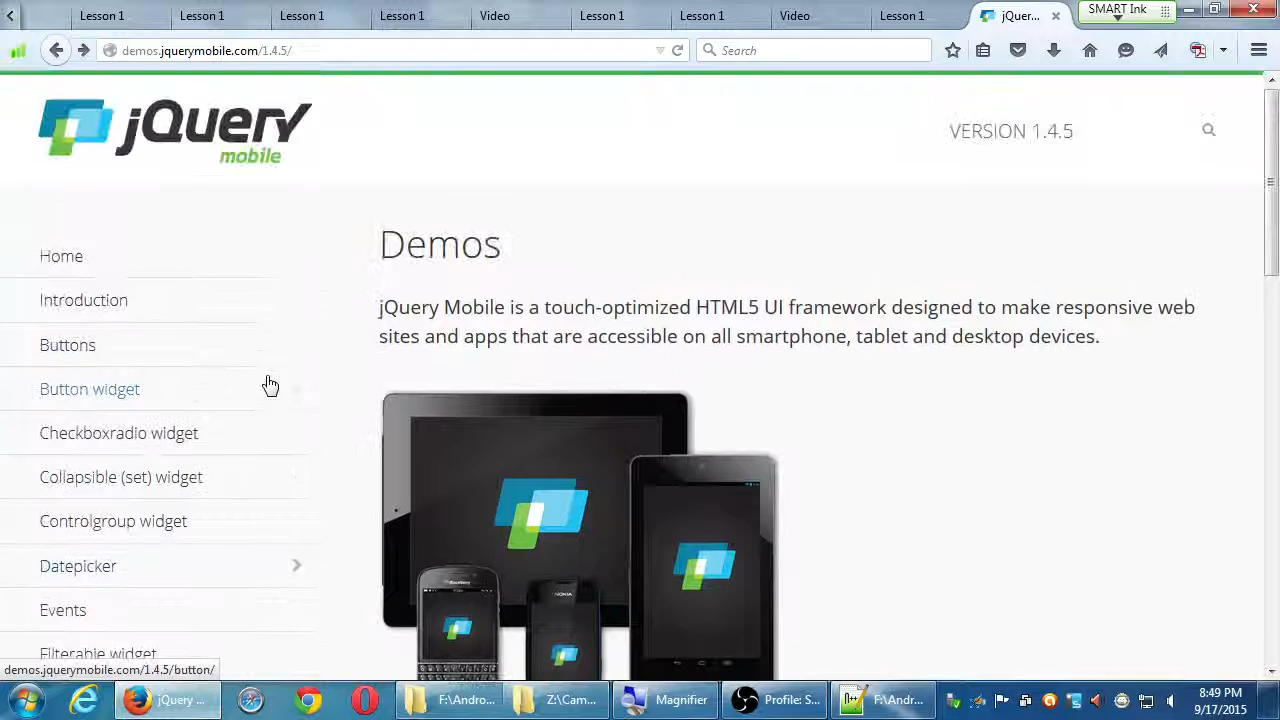 Lesson 1
Lesson 1
Lesson 1
Lesson 1
Video
Lesson 1
Lesson 1
Video
Lesson 1
jQuer...
SMART Ink
demos.jquerymobile.com/1.4.5/
Search
jQuery
mobile
VERSION 1.4.5
Home
Introduction
Buttons
Button widget
Checkboxradio widget
Collapsible (set) widget
Controlgroup widget
Datepicker
Events
Filterable widget
Demos
jQuery Mobile is a touch-optimized HTML5 UI framework designed to make responsive web
sites and apps that are accessible on all smartphone, tablet and desktop devices.
BlackBerry
NOKIA
demos.jquerymobile.com/1.4.5/button/
jQuery ...
F:\Andro...
Z:\Cam...
Magnifier
Profile: S...
F:\Andr...
8:49 PM
9/17/2015